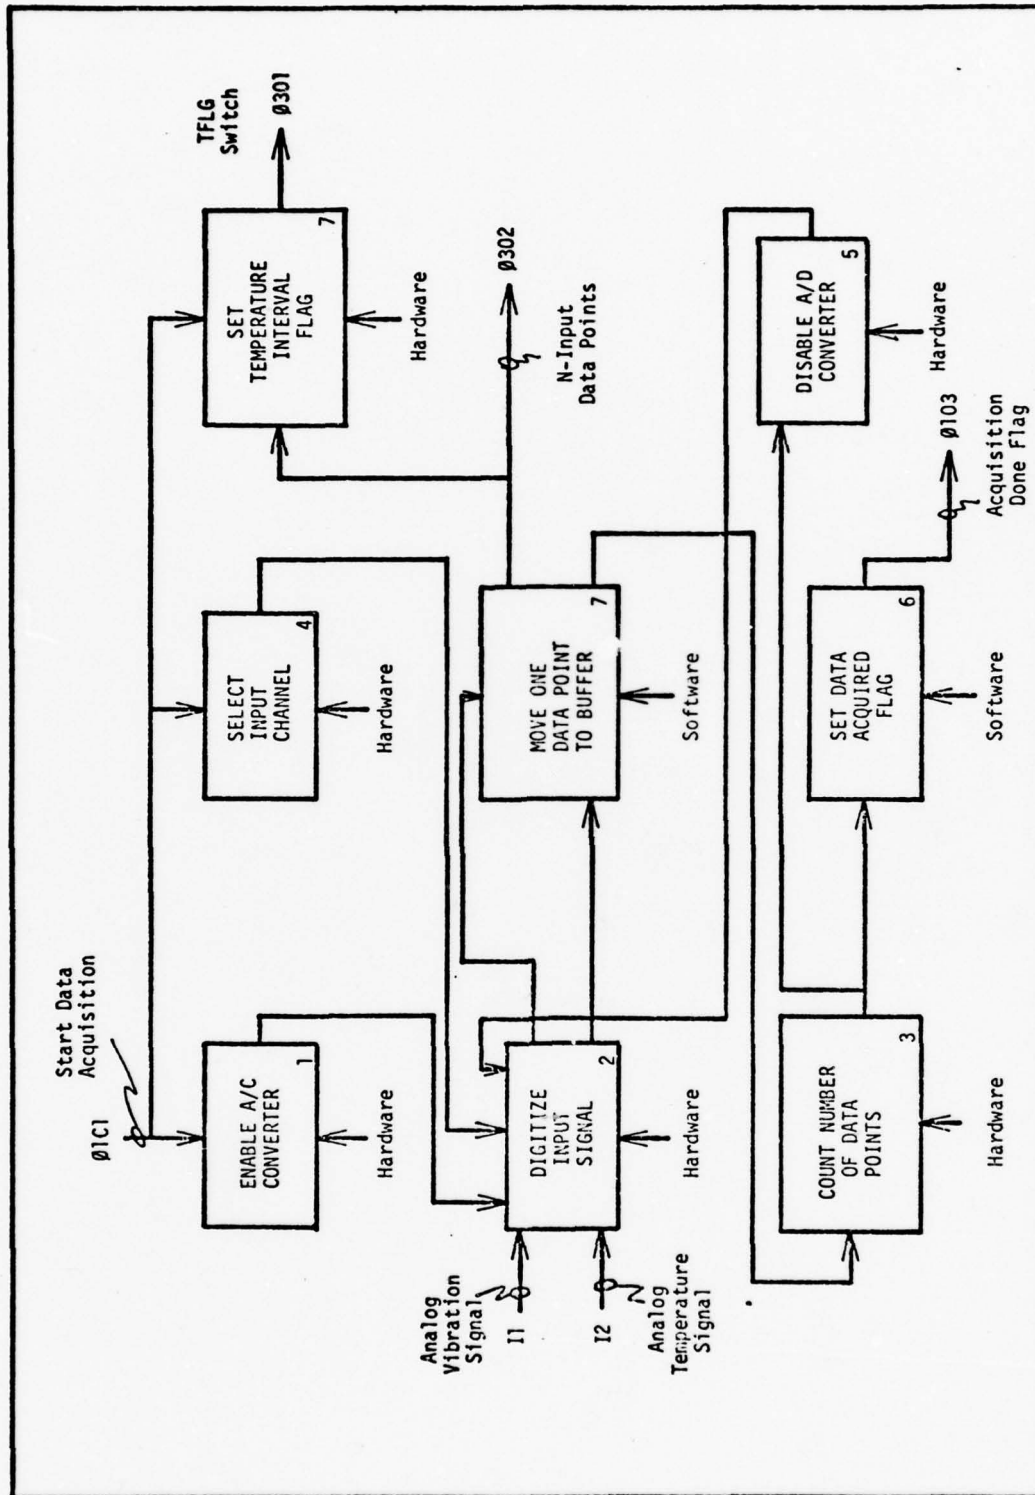 Start Data
Acquisition
Ø1C1
ENABLE A/C
CONVERTER
1
Hardware
SELECT
INPUT
CHANNEL
4
Hardware
SET
TEMPERATURE
INTERVAL
FLAG
7
Hardware
TFLG
Switch
Ø3O1
Analog
Vibration
Signal
I1
I2
Analog
Temperature
Signal
DIGITIZE
INPUT
SIGNAL
2
Hardware
MOVE ONE
DATA POINT
TO BUFFER
7
Software
Ø3O2
N-Input
Data Points
COUNT NUMBER
OF DATA
POINTS
3
Hardware
SET DATA
ACQUIRED
FLAG
6
Software
DISABLE A/D
CONVERTER
5
Hardware
Ø1O3
Acquisition
Done Flag